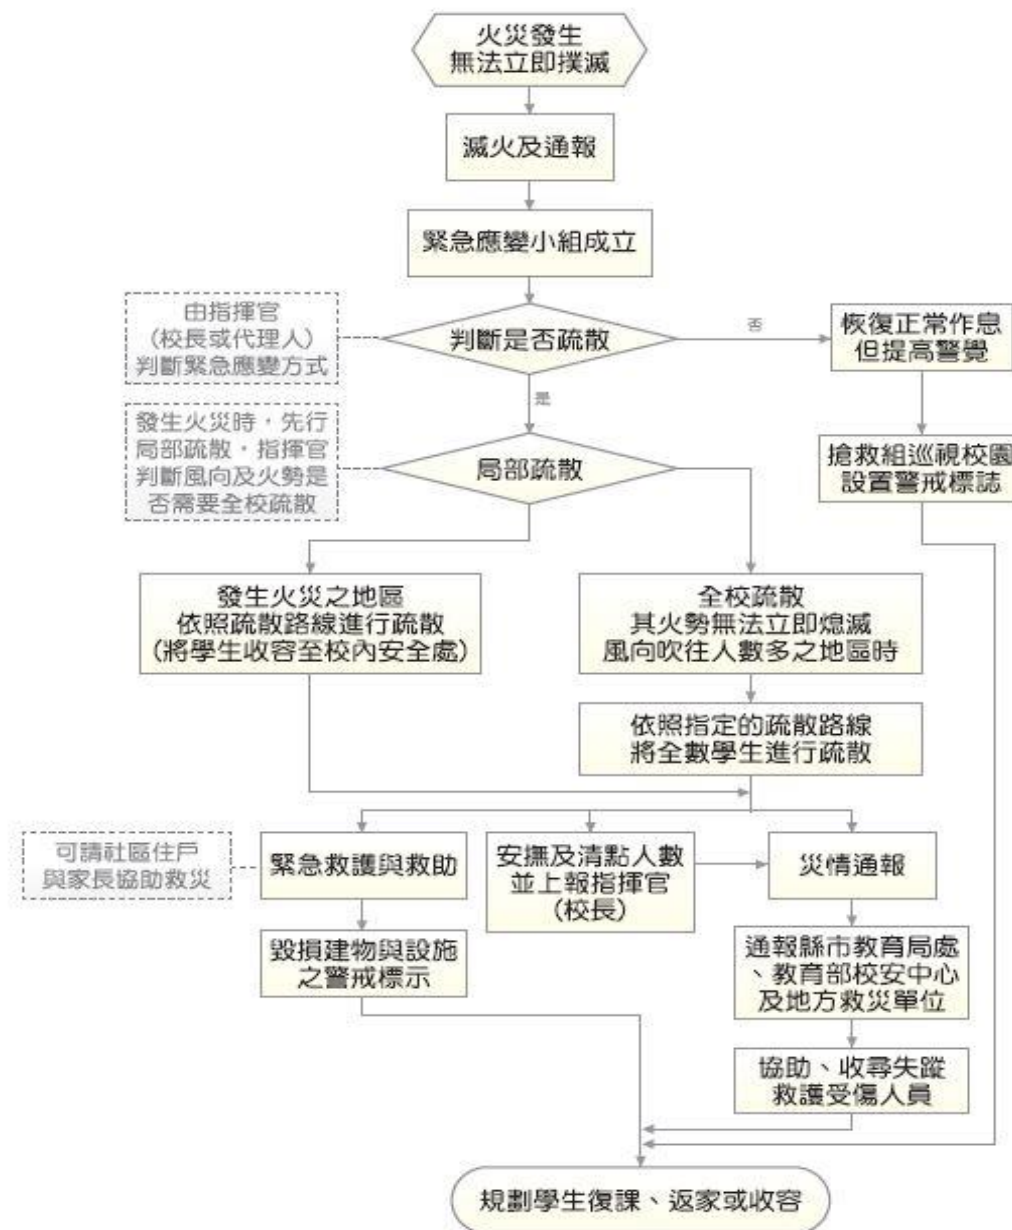 火災發生
無法立即撲滅
滅火及通報
緊急應變小組成立
由指揮官
(校長或代理人)
判斷緊急應變方式
判斷是否疏散
否
恢復正常作息
但提高警覺
是
發生火災時，先行
局部疏散，指揮官
判斷風向及火勢是
否需要全校疏散
局部疏散
搶救組巡視校園
設置警戒標誌
發生火災之地區
依照疏散路線進行疏散
(將學生收容至校內安全處)
全校疏散
其火勢無法立即熄滅
風向吹往人數多之地區時
依照指定的疏散路線
將全數學生進行疏散
可請社區住戶
與家長協助救災
緊急救護與救助
安撫及清點人數
並上報指揮官
(校長)
災情通報
毀損建物與設施
之警戒標示
通報縣市教育局處
、教育部校安中心
及地方救災單位
協助、收尋失蹤
救護受傷人員
規劃學生復課、返家或收容